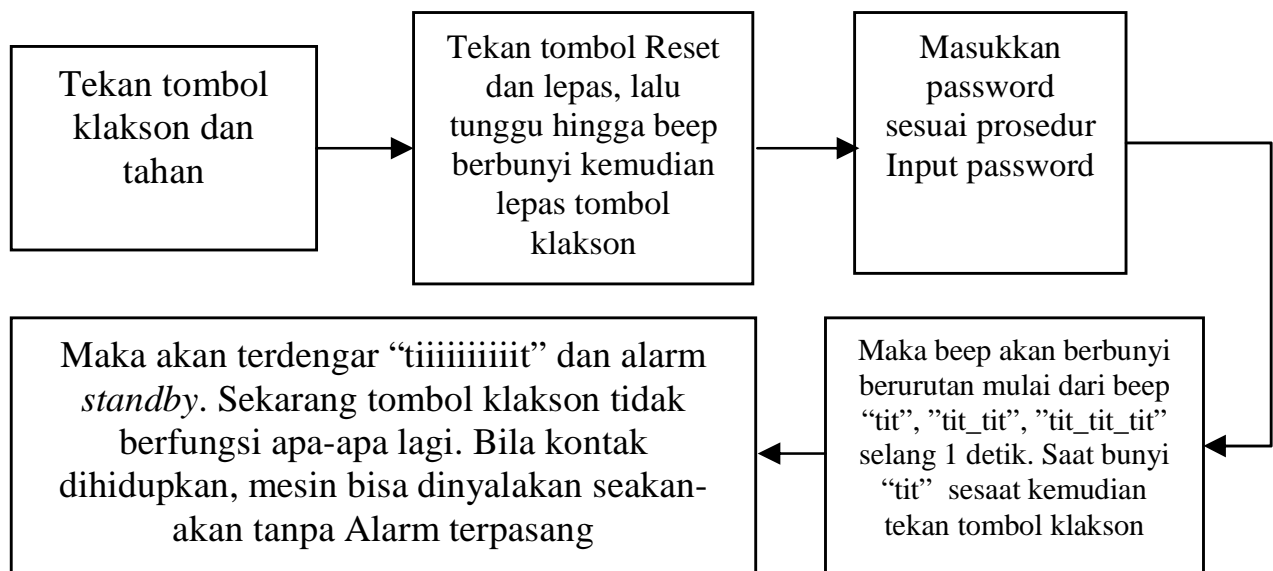 Tekan tombol
klakson dan
tahan
Tekan tombol Reset
dan lepas, lalu
tunggu hingga beep
berbunyi kemudian
lepas tombol
klakson
Masukkan
password
sesuai prosedur
Input password
Maka beep akan berbunyi
berurutan mulai dari beep
“tit”, ”tit_tit”, ”tit_tit_tit”
selang 1 detik. Saat bunyi
“tit” sesaat kemudian
tekan tombol klakson
Maka akan terdengar “tiiiiiiiiiit” dan alarm
standby. Sekarang tombol klakson tidak
berfungsi apa-apa lagi. Bila kontak
dihidupkan, mesin bisa dinyalakan seakan-
akan tanpa Alarm terpasang